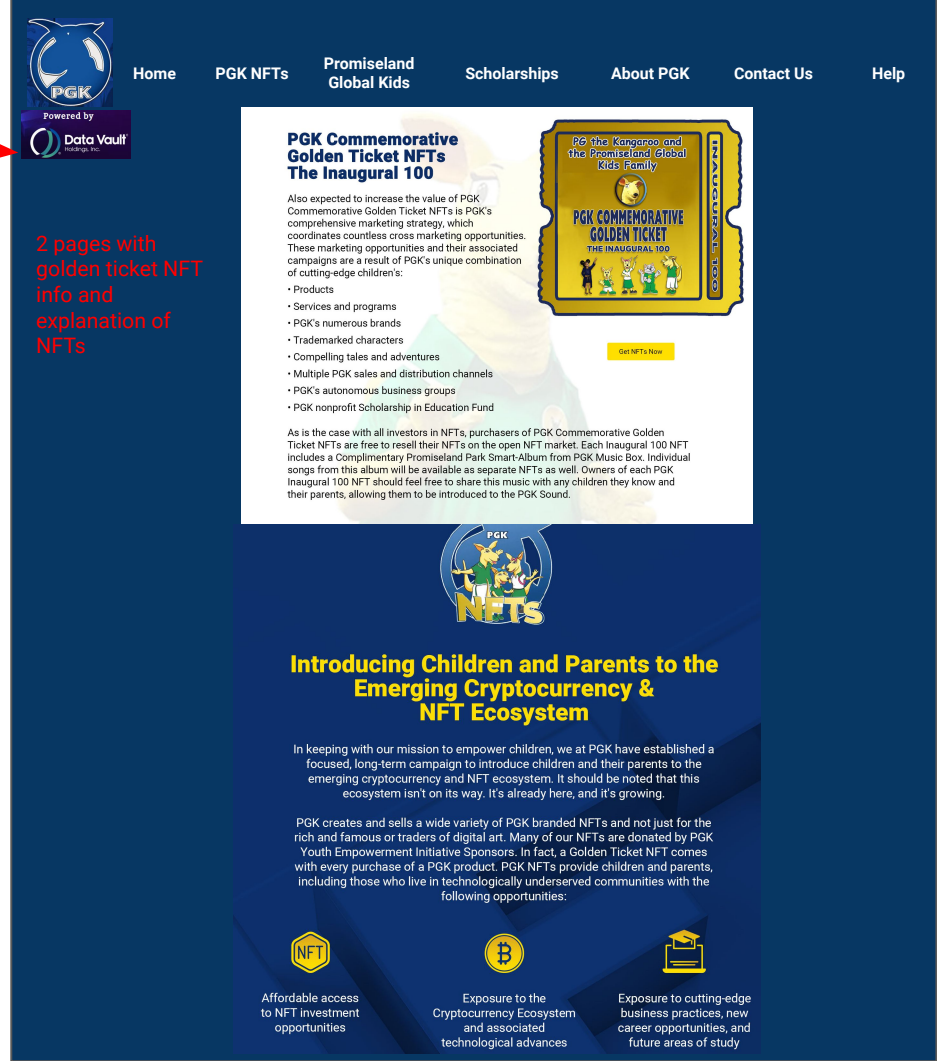 PGK
Home
PGK NFTs
Promiseland
Global Kids
Scholarships
About PGK
Contact Us
Help
Powered by
Data Vault
Holdings, Inc.
2 pages with
golden ticket NFT
info and
explanation of
NFTs
PGK Commemorative
Golden Ticket NFTs
The Inaugural 100
Also expected to increase the value of PGK
Commemorative Golden Ticket NFTs is PGK's
comprehensive marketing strategy, which
coordinates countless cross marketing opportunities.
These marketing opportunities and their associated
campaigns are a result of PGK's unique combination
of cutting-edge children's:
• Products
• Services and programs
• PGK's numerous brands
• Trademarked characters
• Compelling tales and adventures
• Multiple PGK sales and distribution channels
• PGK's autonomous business groups
• PGK nonprofit Scholarship in Education Fund
PG the Kangaroo and
the Promiseland Global
Kids Family
PGK COMMEMORATIVE
GOLDEN TICKET
THE INAUGURAL 100
INAUGURAL 100
Get NFTs Now
As is the case with all investors in NFTs, purchasers of PGK Commemorative Golden
Ticket NFTs are free to resell their NFTs on the open NFT market. Each Inaugural 100 NFT
includes a Complimentary Promiseland Park Smart-Album from PGK Music Box. Individual
songs from this album will be available as separate NFTs as well. Owners of each PGK
Inaugural 100 NFT should feel free to share this music with any children they know and
their parents, allowing them to be introduced to the PGK Sound.
PGK
NFTS
Introducing Children and Parents to the
Emerging Cryptocurrency &
NFT Ecosystem
In keeping with our mission to empower children, we at PGK have established a
focused, long-term campaign to introduce children and their parents to the
emerging cryptocurrency and NFT ecosystem. It should be noted that this
ecosystem isn't on its way. It's already here, and it's growing.
PGK creates and sells a wide variety of PGK branded NFTs and not just for the
rich and famous or traders of digital art. Many of our NFTs are donated by PGK
Youth Empowerment Initiative Sponsors. In fact, a Golden Ticket NFT comes
with every purchase of a PGK product. PGK NFTs provide children and parents,
including those who live in technologically underserved communities with the
following opportunities:
NFT
Affordable access
to NFT investment
opportunities
Exposure to the
Cryptocurrency Ecosystem
and associated
technological advances
Exposure to cutting-edge
business practices, new
career opportunities, and
future areas of study